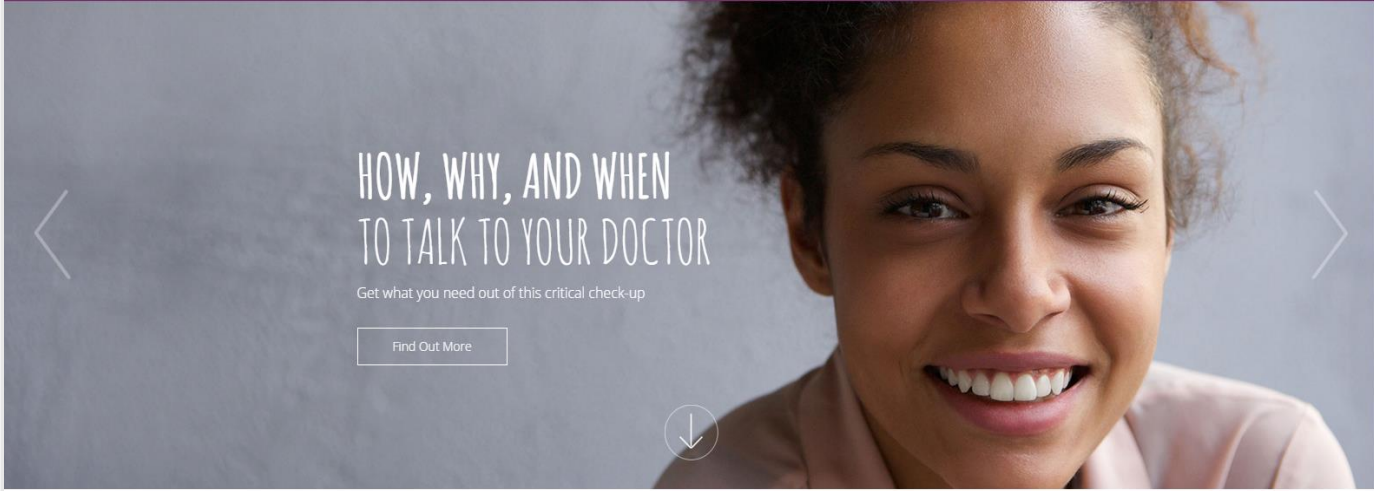 HOW, WHY, AND WHEN
TO TALK TO YOUR DOCTOR
Get what you need out of this critical check-up
Find Out More